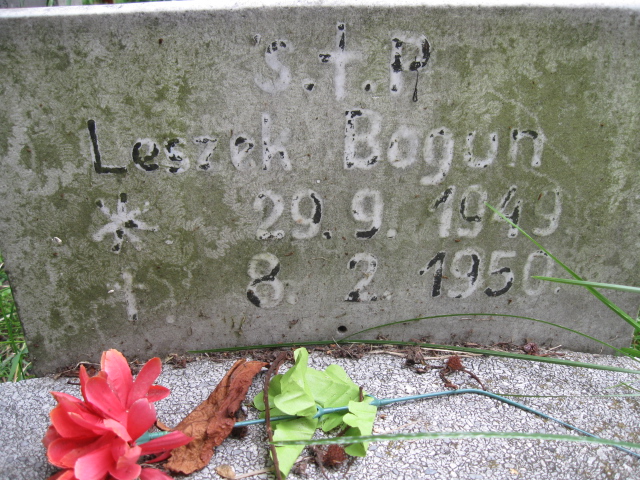 S.†.P
Leszek Bogun
* 29.9. 1949
† 8. 2. 1950.